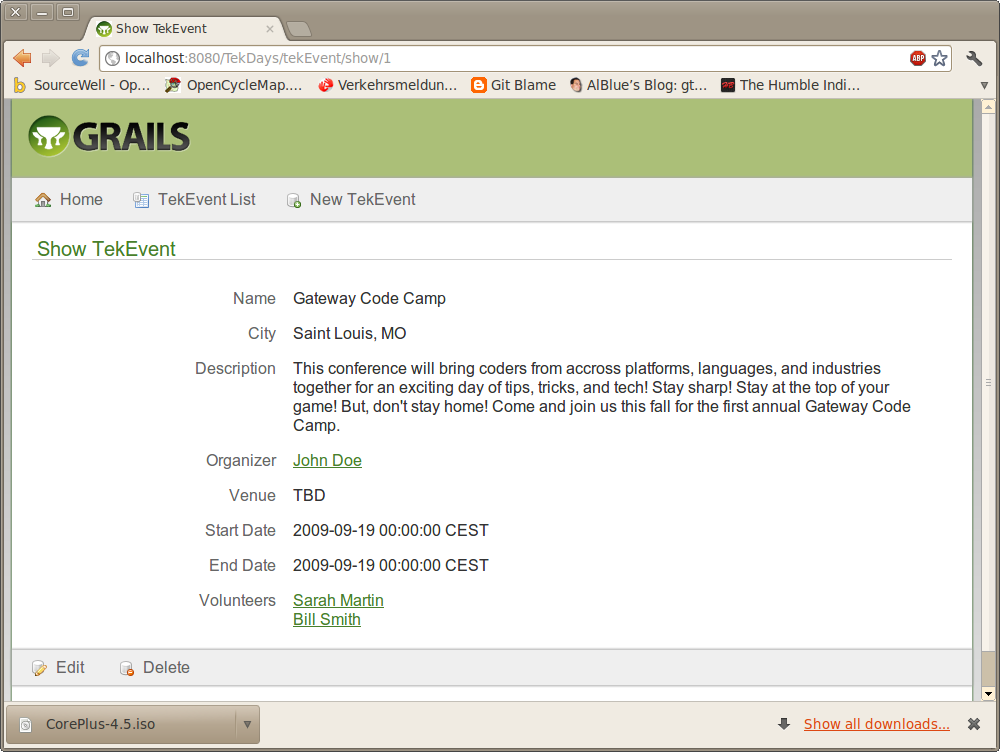 Show TekEvent
localhost:8080/TekDays/tekEvent/show/1
ABP
SourceWell - Op... OpenCycleMap.... Verkehrsmeldun... Git Blame AlBlue's Blog: gt... The Humble Indi...
GRAILS
Home TekEvent List New TekEvent
Show TekEvent
Name Gateway Code Camp
City Saint Louis, MO
Description This conference will bring coders from accross platforms, languages, and industries
together for an exciting day of tips, tricks, and tech! Stay sharp! Stay at the top of your
game! But, don't stay home! Come and join us this fall for the first annual Gateway Code
Camp.
Organizer John Doe
Venue TBD
Start Date 2009-09-19 00:00:00 CEST
End Date 2009-09-19 00:00:00 CEST
Volunteers Sarah Martin
Bill Smith
Edit Delete
CorePlus-4.5.iso Show all downloads...